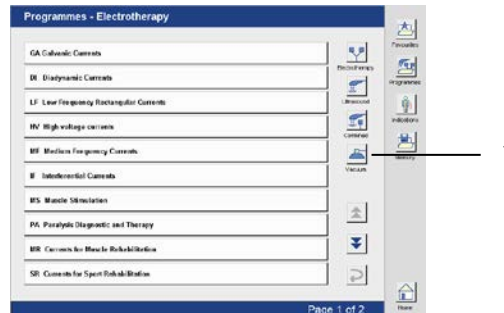 Programmes - Electrotherapy
GA Galvanic Currents
DI Diadynamic Currents
LF Low Frequency Rectangular Currents
HV High voltage currents
MF Medium Frequency Currents
IF Interferential Currents
MS Muscle Stimulation
PA Paralysis Diagnostic and Therapy
MR Currents for Muscle Rehabilitation
SR Currents for Sport Rehabilitation
Electrotherapy
Ultrasound
Combined
Vacuum
Favourites
Programmes
Indications
Memory
Home
Page 1 of 2